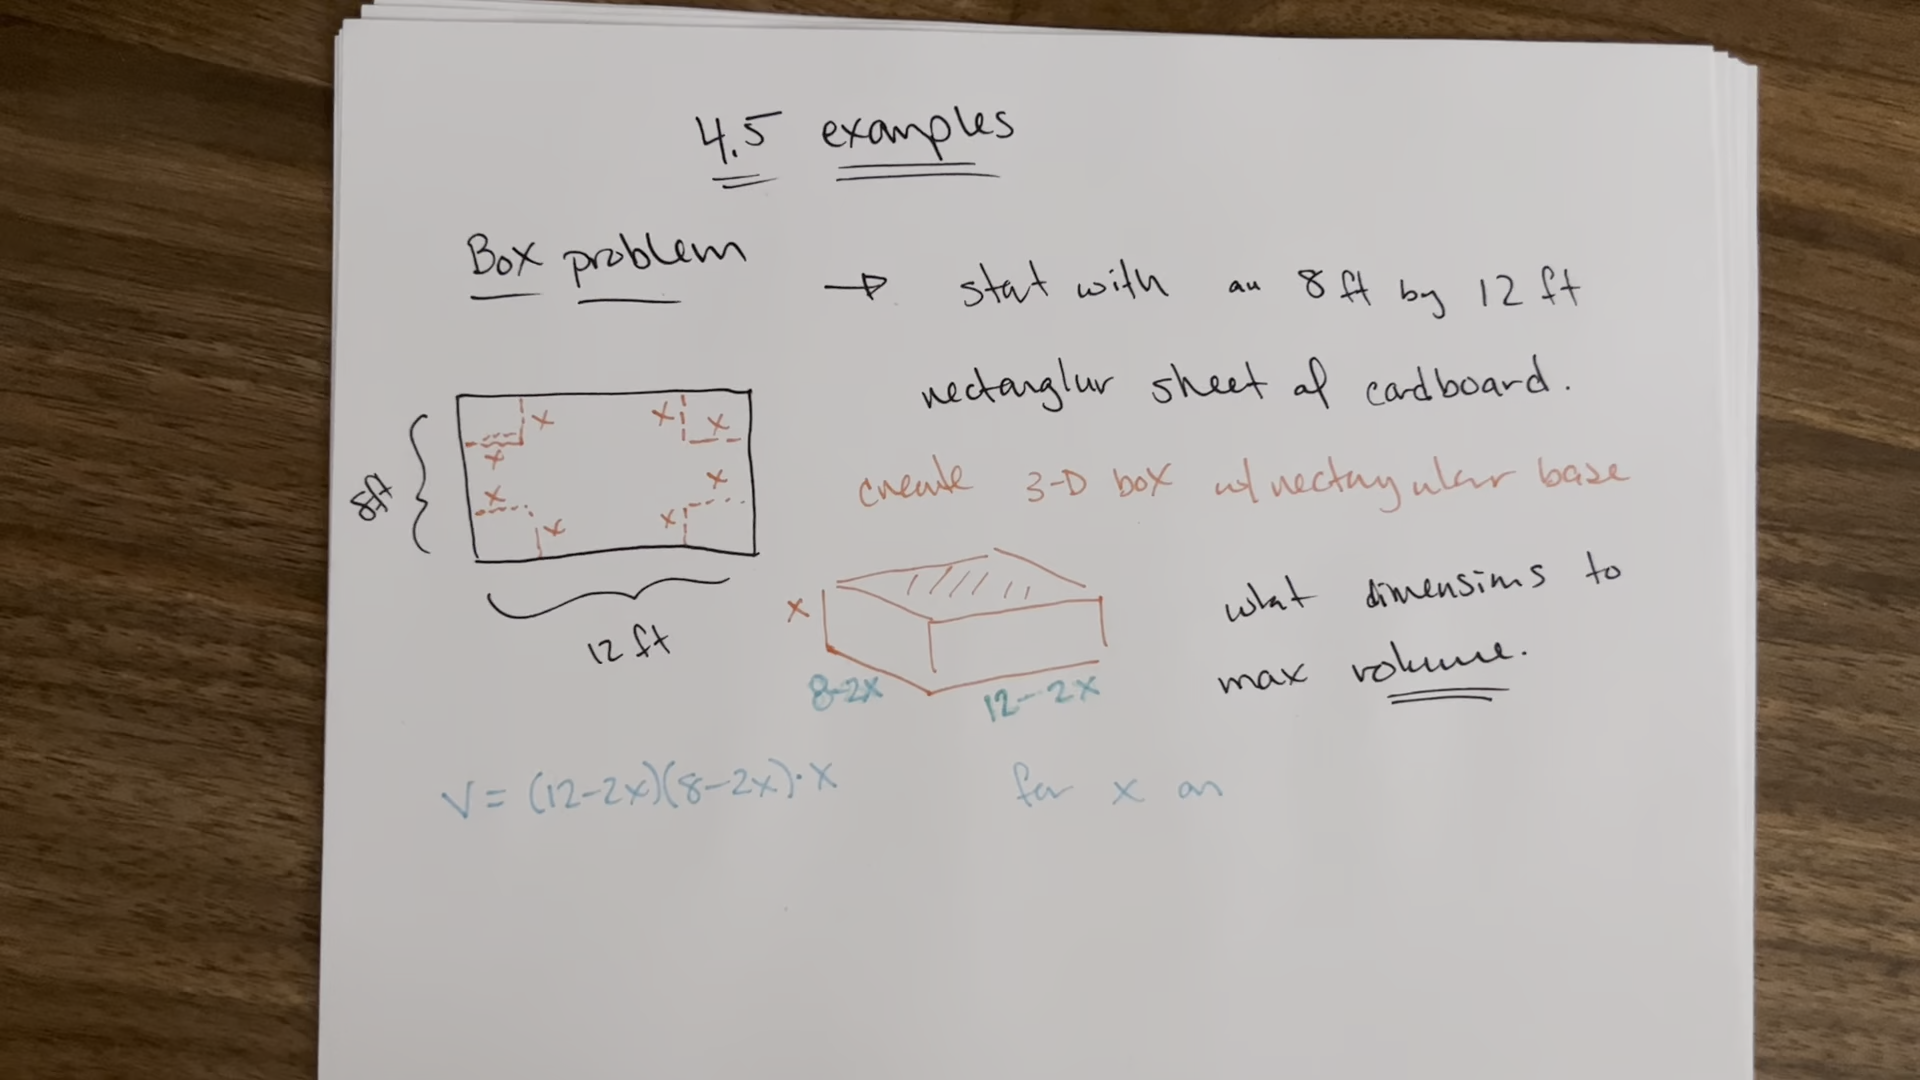 4.5 examples
Box problem
→ start with an 8 ft by 12 ft
rectanglur sheet of cardboard.
create 3-D box w/ rectangular base
what dimensions to
max volume.
x x x
x x
x x x
8ft
12 ft
x
8-2x
12-2x
V = (12-2x)(8-2x)·x for x on